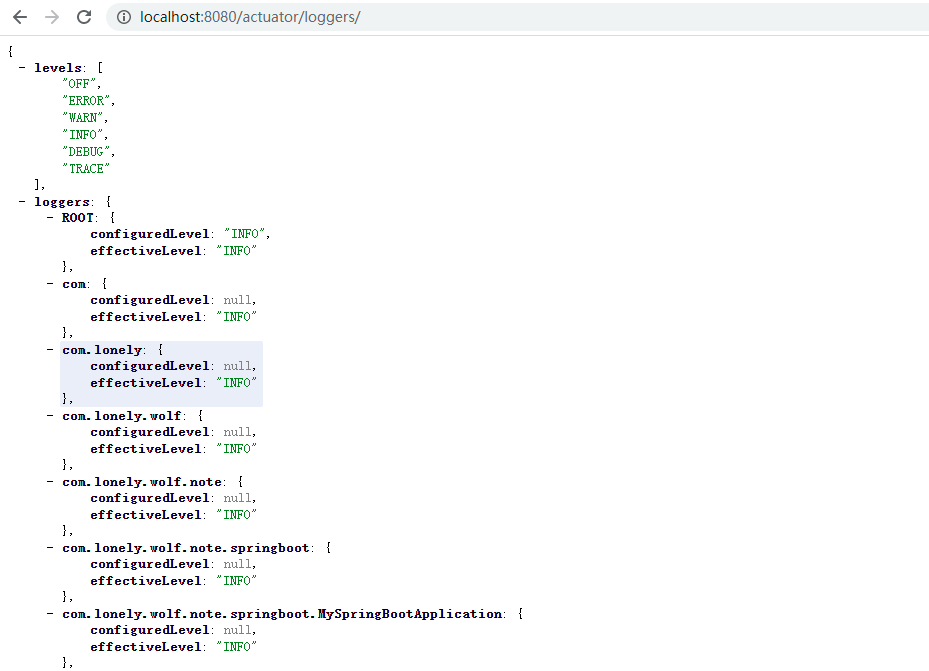 localhost:8080/actuator/loggers/
{
- levels: [
"OFF",
"ERROR",
"WARN",
"INFO",
"DEBUG",
"TRACE"
],
- loggers: {
- ROOT: {
configuredLevel: "INFO",
effectiveLevel: "INFO"
},
- com: {
configuredLevel: null,
effectiveLevel: "INFO"
},
- com.lonely: {
configuredLevel: null,
effectiveLevel: "INFO"
},
- com.lonely.wolf: {
configuredLevel: null,
effectiveLevel: "INFO"
},
- com.lonely.wolf.note: {
configuredLevel: null,
effectiveLevel: "INFO"
},
- com.lonely.wolf.note.springboot: {
configuredLevel: null,
effectiveLevel: "INFO"
},
- com.lonely.wolf.note.springboot.MySpringBootApplication: {
configuredLevel: null,
effectiveLevel: "INFO"
},